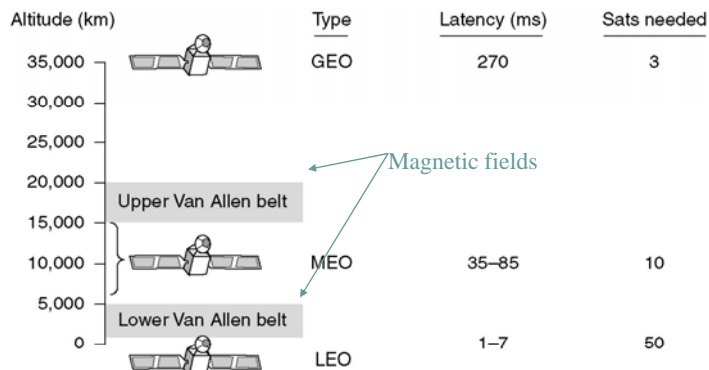 Altitude (km) Type Latency (ms) Sats needed
35,000 GEO 270 3
30,000
25,000
Magnetic fields
20,000
Upper Van Allen belt
15,000
10,000 MEO 35–85 10
5,000
Lower Van Allen belt
0 1–7 50
LEO